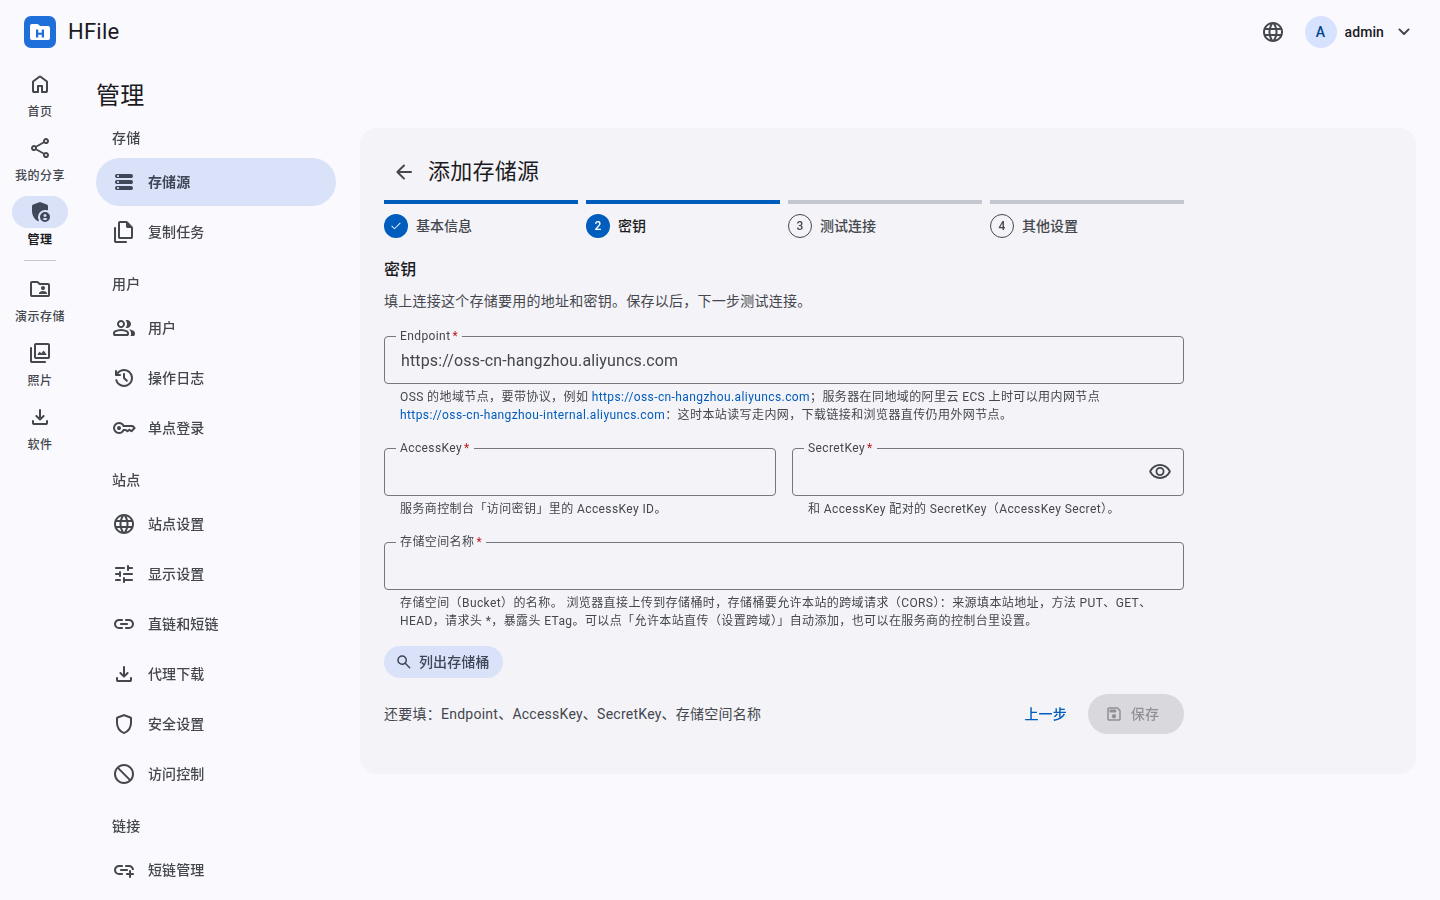 HFile
A admin
首页
我的分享
管理
演示存储
照片
软件
管理
存储
存储源
复制任务
用户
用户
操作日志
单点登录
站点
站点设置
显示设置
直链和短链
代理下载
安全设置
访问控制
链接
短链管理
添加存储源
基本信息
2 密钥
3 测试连接
4 其他设置
密钥
填上连接这个存储要用的地址和密钥。保存以后，下一步测试连接。
Endpoint *
https://oss-cn-hangzhou.aliyuncs.com
OSS 的地域节点，要带协议，例如 https://oss-cn-hangzhou.aliyuncs.com；服务器在同地域的阿里云 ECS 上时可以用内网节点
https://oss-cn-hangzhou-internal.aliyuncs.com：这时本站读写走内网，下载链接和浏览器直传仍用外网节点。
AccessKey *
服务商控制台「访问密钥」里的 AccessKey ID。
SecretKey *
和 AccessKey 配对的 SecretKey（AccessKey Secret）。
存储空间名称 *
存储空间（Bucket）的名称。 浏览器直接上传到存储桶时，存储桶要允许本站的跨域请求（CORS）：来源填本站地址，方法 PUT、GET、
HEAD，请求头 *，暴露头 ETag。可以点「允许本站直传（设置跨域）」自动添加，也可以在服务商的控制台里设置。
列出存储桶
还要填：Endpoint、AccessKey、SecretKey、存储空间名称
上一步
保存